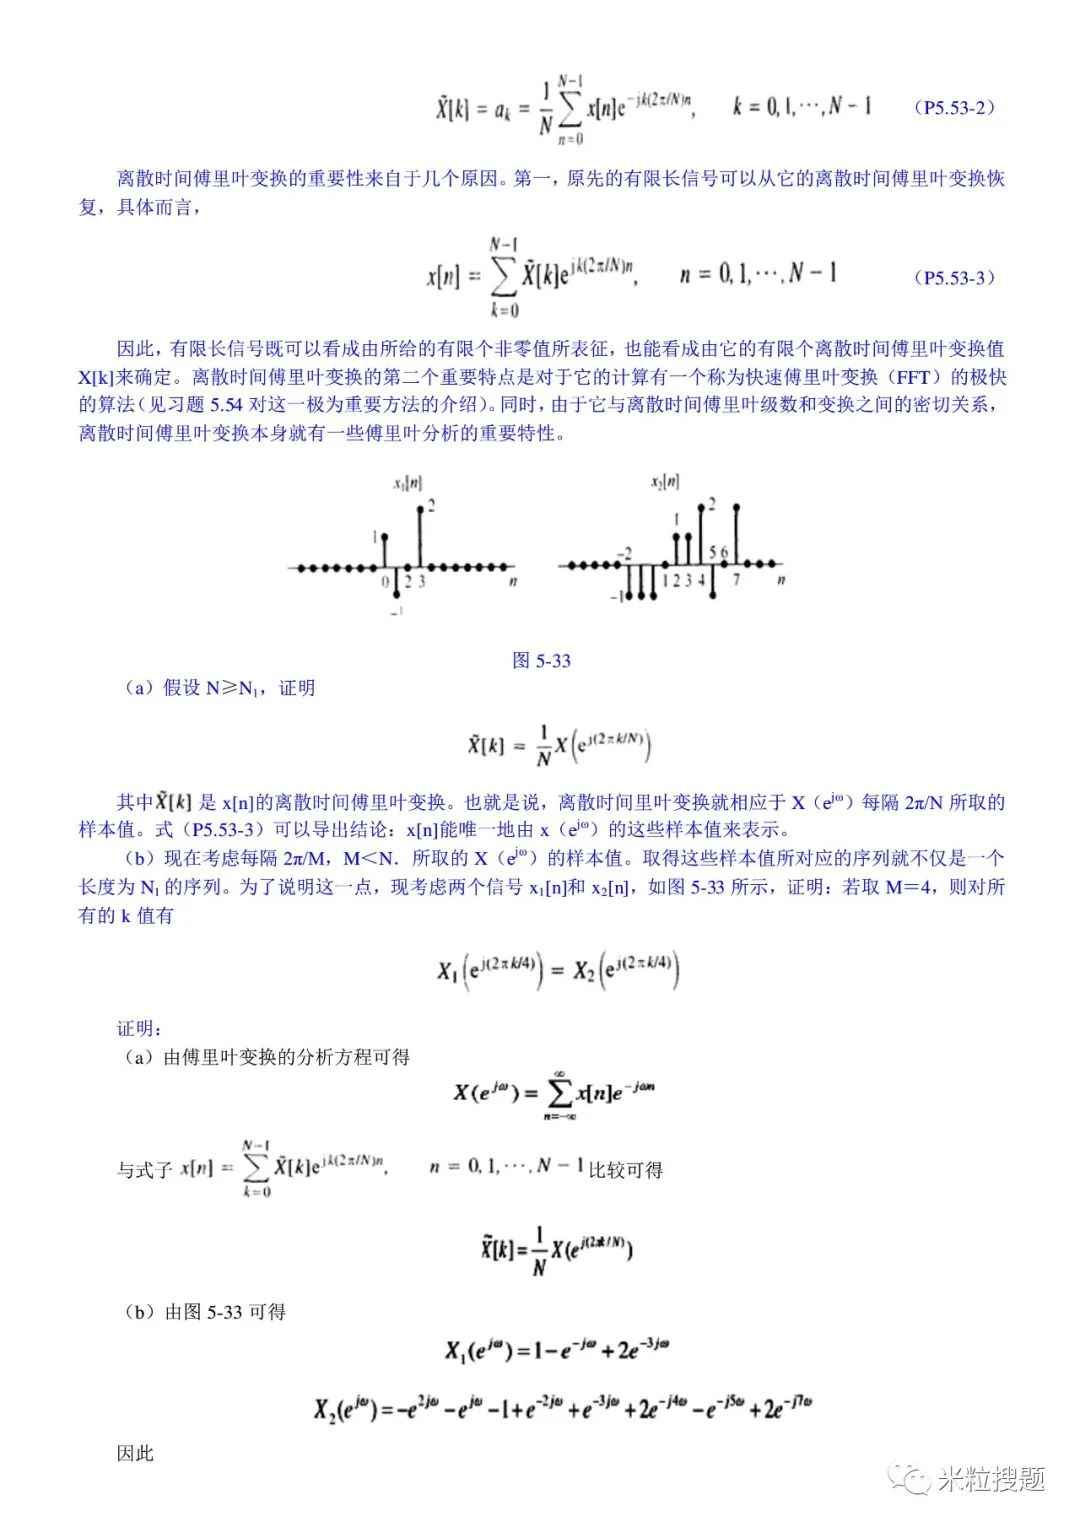 X̃[k] = a_k = \frac{1}{N} \sum_{n=0}^{N-1} x[n]e^{-jk(2π/N)n}, k = 0,1,⋯,N−1 （P5.53-2）
离散时间傅里叶变换的重要性来自于几个原因。第一，原先的有限长信号可以从它的离散时间傅里叶变换恢
复，具体而言，
x[n] = \sum_{k=0}^{N-1} X̃[k]e^{jk(2π/N)n}, n = 0,1,⋯,N−1 （P5.53-3）
因此，有限长信号既可以看成由所给的有限个非零值所表征，也能看成由它的有限个离散时间傅里叶变换值
X[k]来确定。离散时间傅里叶变换的第二个重要特点是对于它的计算有一个称为快速傅里叶变换（FFT）的极快
的算法（见习题 5.54 对这一极为重要方法的介绍）。同时，由于它与离散时间傅里叶级数和变换之间的密切关系，
离散时间傅里叶变换本身就有一些傅里叶分析的重要特性。
x₁[n] x₂[n]
2 1 2
1 −2 5 6
0 2 3 n −1 1 2 3 4 7 n
−1
图 5-33
（a）假设 N≥N₁，证明
X̃[k] = \frac{1}{N} X(e^{j(2πk/N)})
其中X̃[k] 是 x[n]的离散时间傅里叶变换。也就是说，离散时间里叶变换就相应于 X（e^{jω}）每隔 2π/N 所取的
样本值。式（P5.53-3）可以导出结论：x[n]能唯一地由 x（e^{jω}）的这些样本值来表示。
（b）现在考虑每隔 2π/M，M＜N．所取的 X（e^{jω}）的样本值。取得这些样本值所对应的序列就不仅是一个
长度为 N₁ 的序列。为了说明这一点，现考虑两个信号 x₁[n]和 x₂[n]，如图 5-33 所示，证明：若取 M＝4，则对所
有的 k 值有
X₁(e^{j(2πk/4)}) = X₂(e^{j(2πk/4)})
证明：
（a）由傅里叶变换的分析方程可得
X(e^{jω}) = \sum_{n=-∞}^{∞} x[n]e^{-jωn}
与式子 x[n] = \sum_{k=0}^{N-1} X̃[k]e^{jk(2π/N)n}, n = 0,1,⋯,N−1 比较可得
X̃[k] = \frac{1}{N} X(e^{j(2πk/N)})
（b）由图 5-33 可得
X₁(e^{jω})=1−e^{-jω}+2e^{-3jω}
X₂(e^{jω})=−e^{2jω}−e^{jω}−1+e^{-2jω}+e^{-3jω}+2e^{-j4ω}−e^{-j5ω}+2e^{-j7ω}
因此
米粒搜题